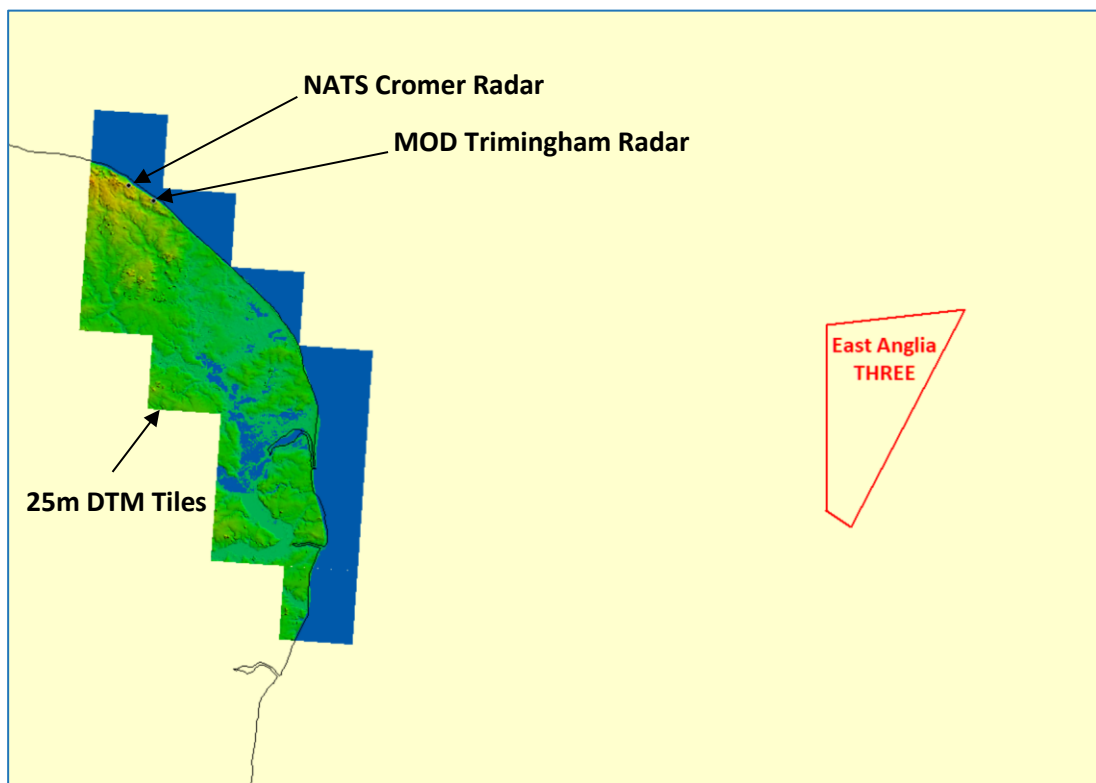 NATS Cromer Radar
MOD Trimingham Radar
East Anglia
THREE
25m DTM Tiles